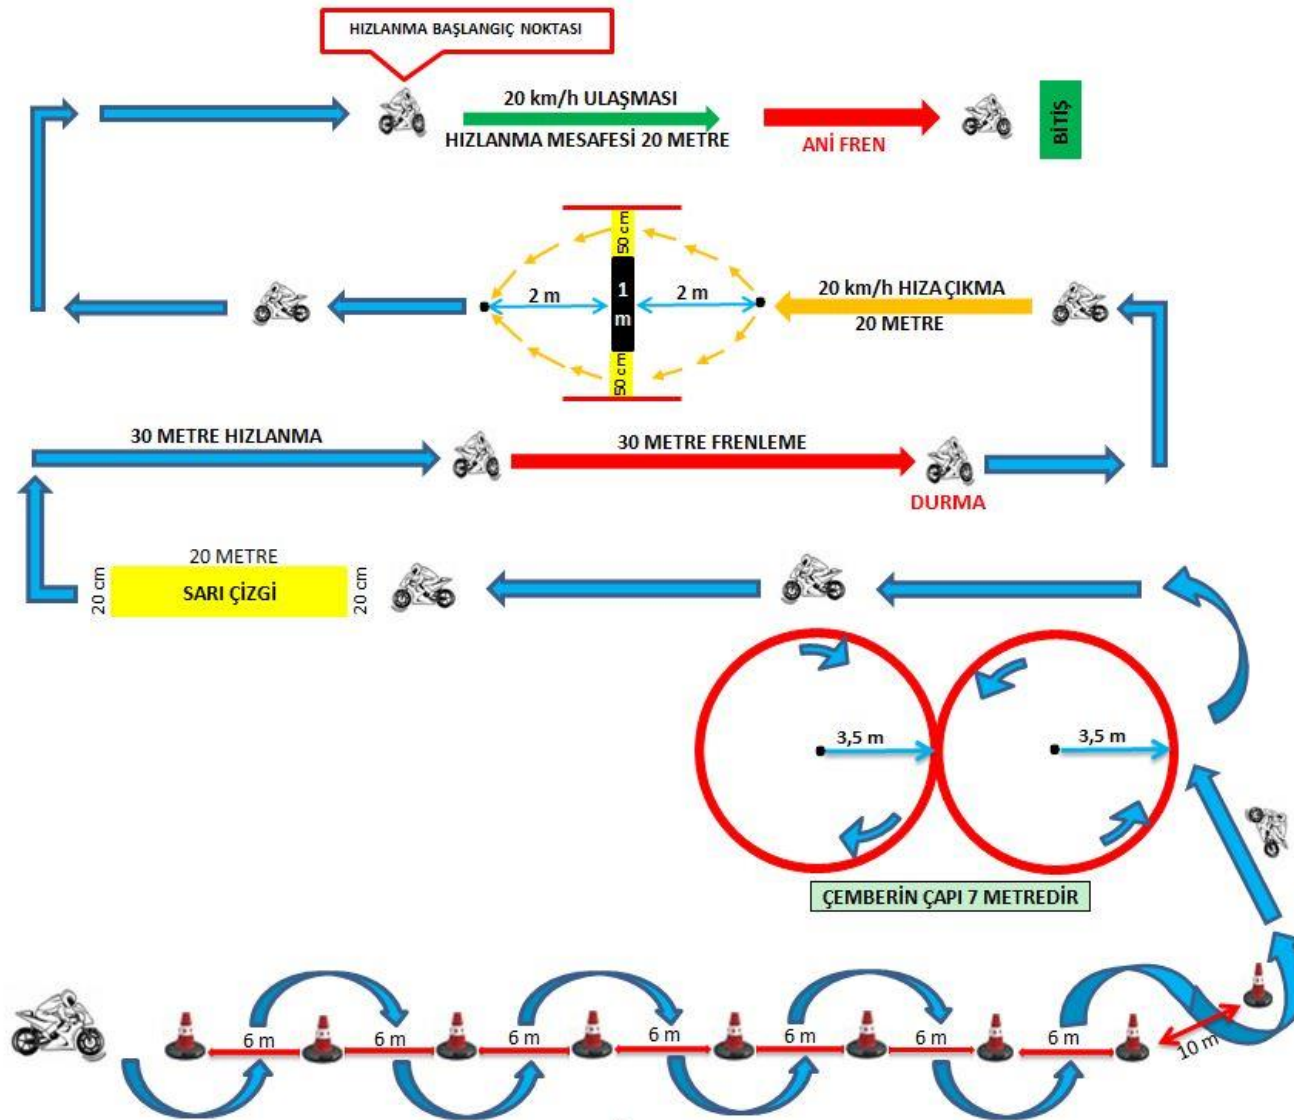 HIZLANMA BAŞLANGIÇ NOKTASI
20 km/h ULAŞMASI
HIZLANMA MESAFESİ 20 METRE
ANİ FREN
BİTİŞ
50 cm
2 m
1
m
2 m
50 cm
20 km/h HIZA ÇIKMA
20 METRE
30 METRE HIZLANMA
30 METRE FRENLEME
DURMA
20 METRE
20 cm
SARI ÇİZGİ
20 cm
3,5 m
3,5 m
ÇEMBERİN ÇAPI 7 METREDİR
6 m
6 m
6 m
6 m
6 m
6 m
6 m
10 m